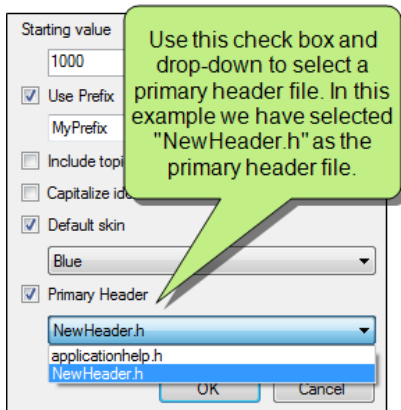 Starting value
1000
Use Prefix
MyPrefix
Include topi
Capitalize ide
Default skin
Blue
Primary Header
NewHeader.h
applicationhelp.h
NewHeader.h
OK
Cancel
Use this check box and
drop-down to select a
primary header file. In this
example we have selected
"NewHeader.h" as the
primary header file.